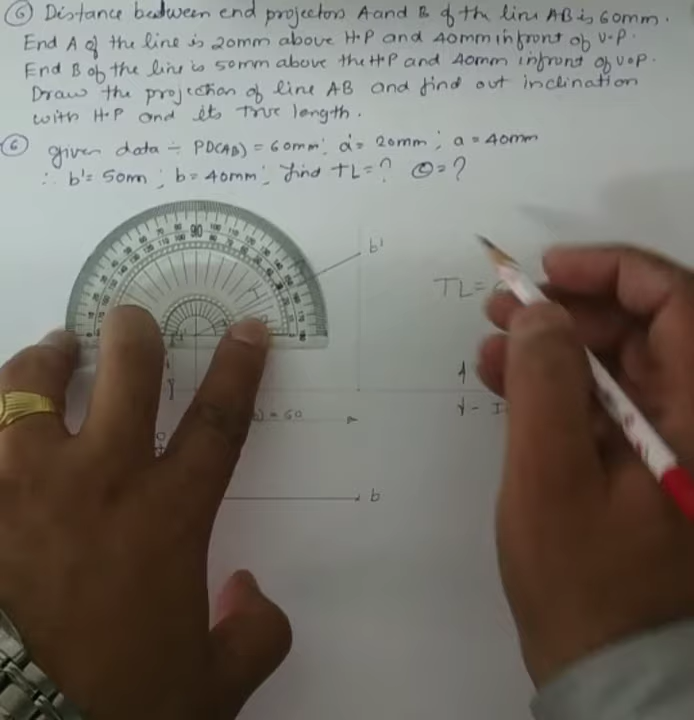 ⑥ Distance between end projectors A and B of the line AB is 60mm.
End A of the line is 20mm above H.P and 40mm infront of V.P.
End B of the line is 50mm above the H.P and 40mm infront of V.P.
Draw the projection of line AB and find out inclination
with H.P and its True length.
⑥ given data :- PD(AB) = 60mm; a' = 20mm; a = 40mm
∴ b' = 50mm; b = 40mm; find TL = ? θ = ?
b'
TL =
b